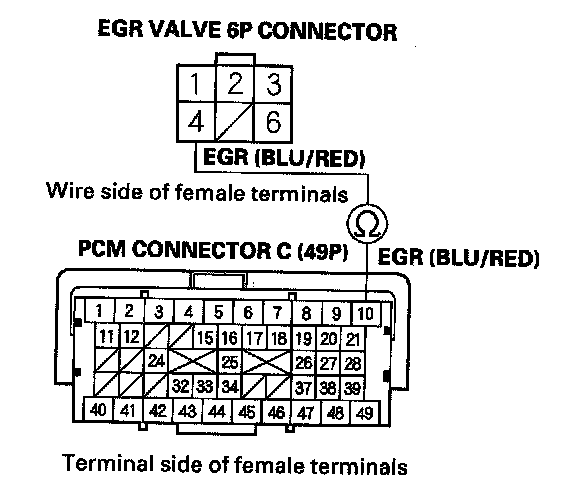 EGR VALVE 6P CONNECTOR
1 2 3
4 6
EGR (BLU/RED)
Wire side of female terminals
Ω
PCM CONNECTOR C (49P)
EGR (BLU/RED)
1 2 3 4 5 6 7 8 9 10
11 12 15 16 17 18 19 20 21
24 25 26 27 28
32 33 34 37 38 39
40 41 42 43 44 45 46 47 48 49
Terminal side of female terminals